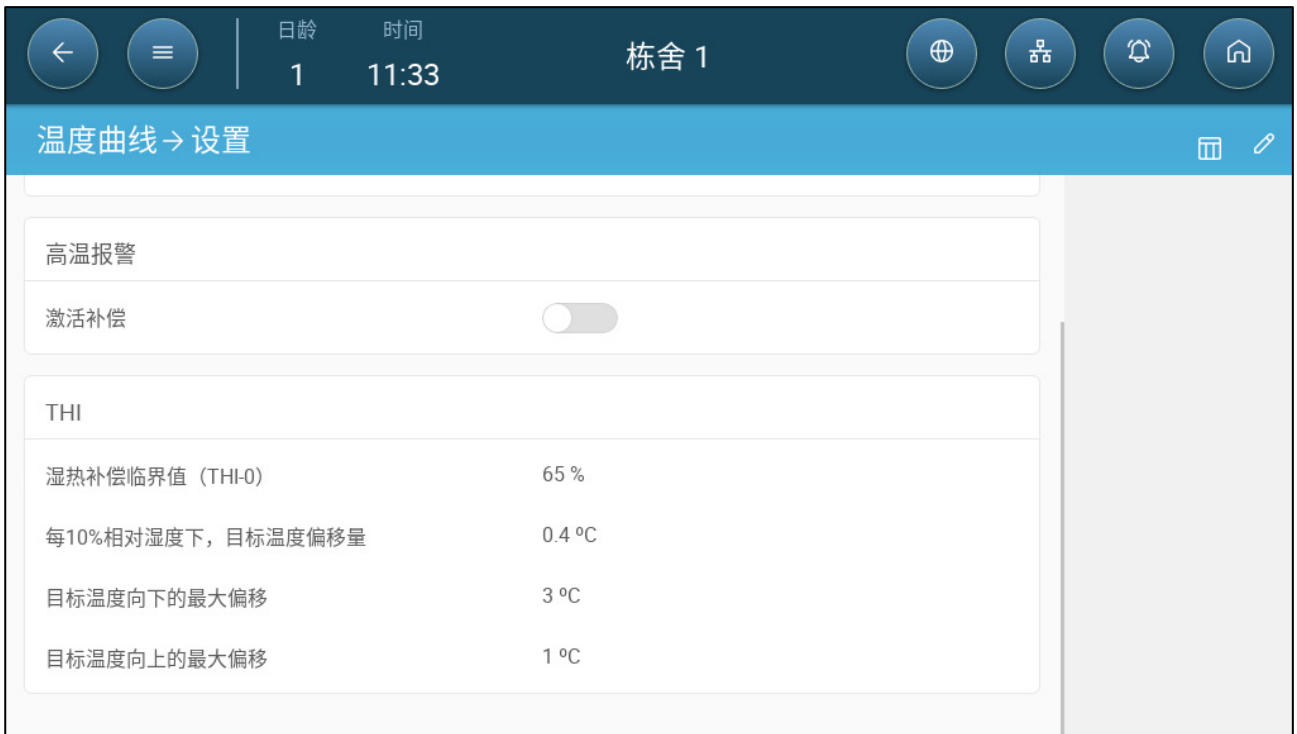 日龄 时间
1 11:33 栋舍 1
温度曲线→设置
高温报警
激活补偿
THI
湿热补偿临界值（THI-0） 65 %
每10%相对湿度下，目标温度偏移量 0.4 ºC
目标温度向下的最大偏移 3 ºC
目标温度向上的最大偏移 1 ºC